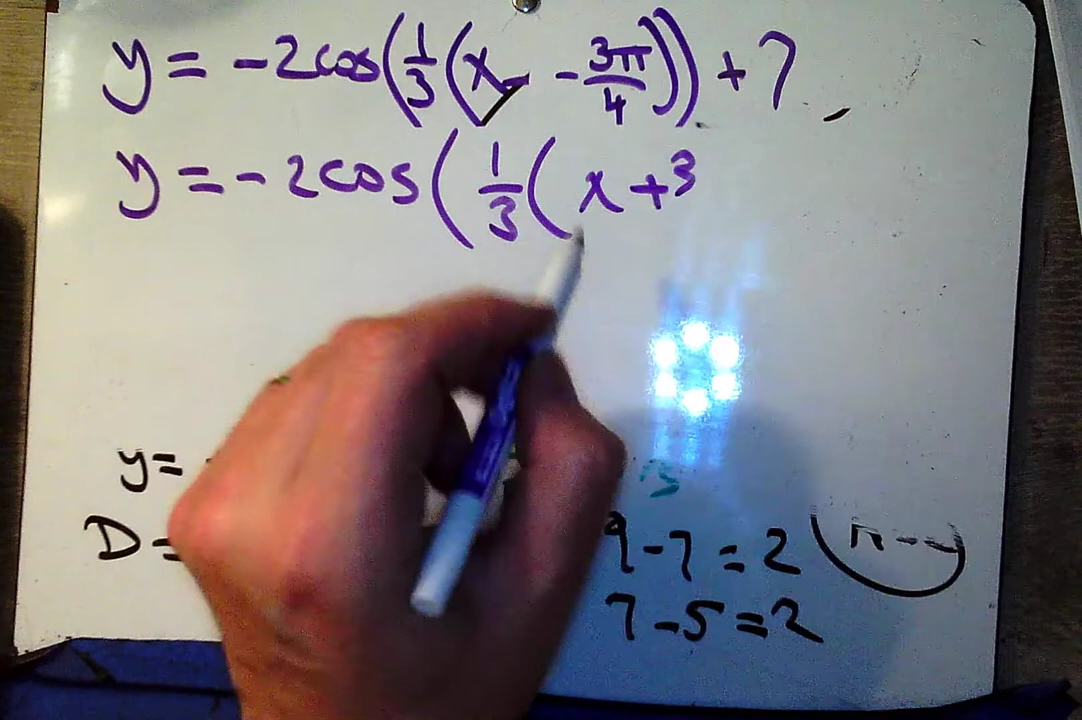 y = -2cos(1/3(x - 3π/4)) + 7
y = -2cos(1/3(x + 3
y =
D =
9 - 7 = 2
7 - 5 = 2